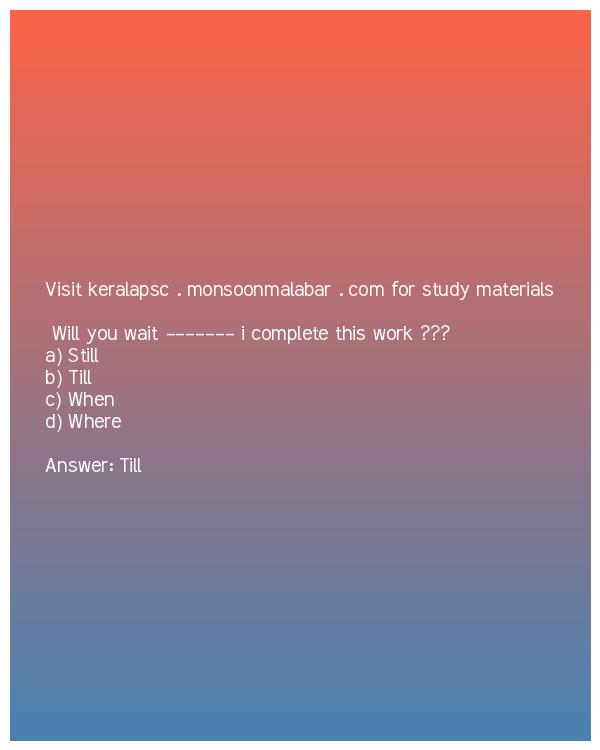 Visit keralapsc . monsoonmalabar . com for study materials
Will you wait ------- i complete this work ???
a) Still
b) Till
c) When
d) Where
Answer: Till